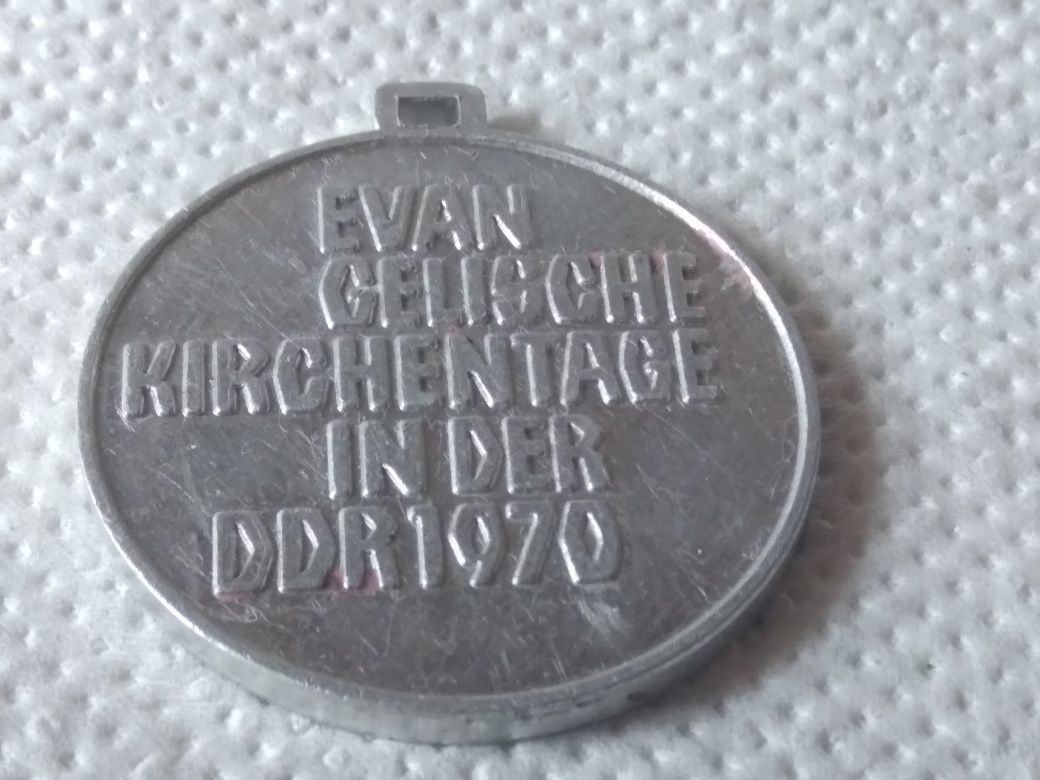 EVAN
GELISCHE
KIRCHENTAGE
IN DER
DDR 1970